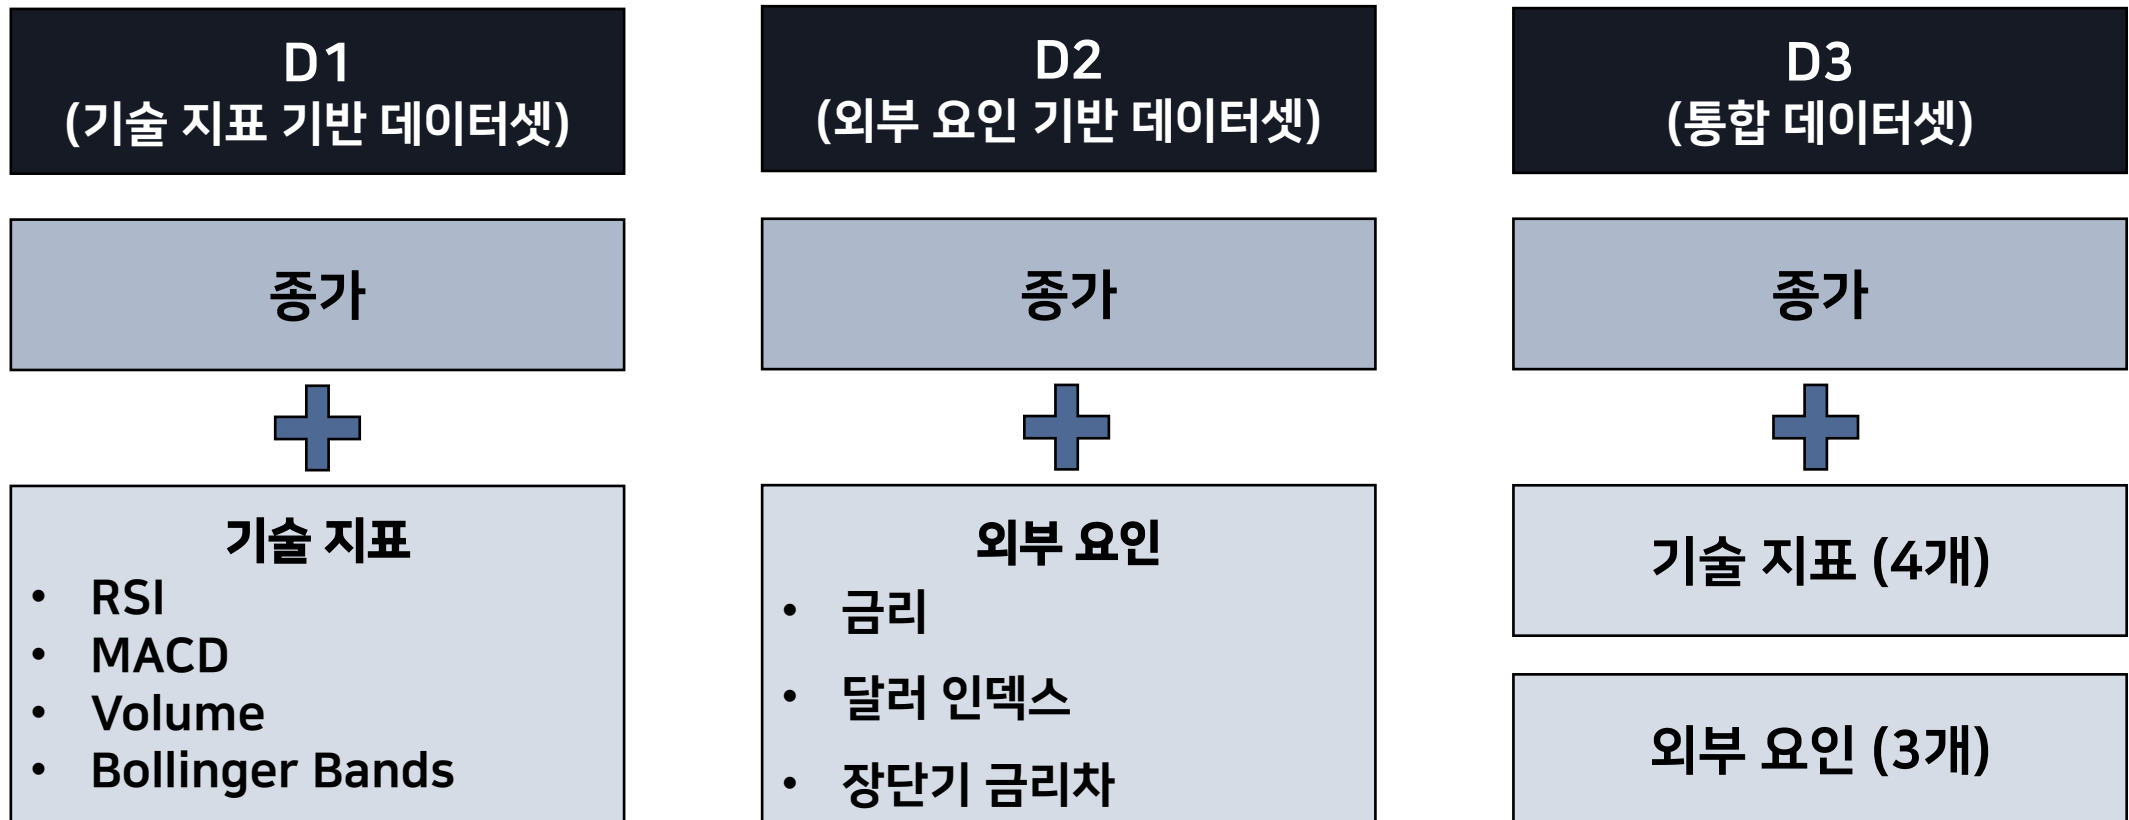 D1
(기술 지표 기반 데이터셋)
종가
기술 지표
• RSI
• MACD
• Volume
• Bollinger Bands
D2
(외부 요인 기반 데이터셋)
종가
외부 요인
• 금리
• 달러 인덱스
• 장단기 금리차
D3
(통합 데이터셋)
종가
기술 지표 (4개)
외부 요인 (3개)